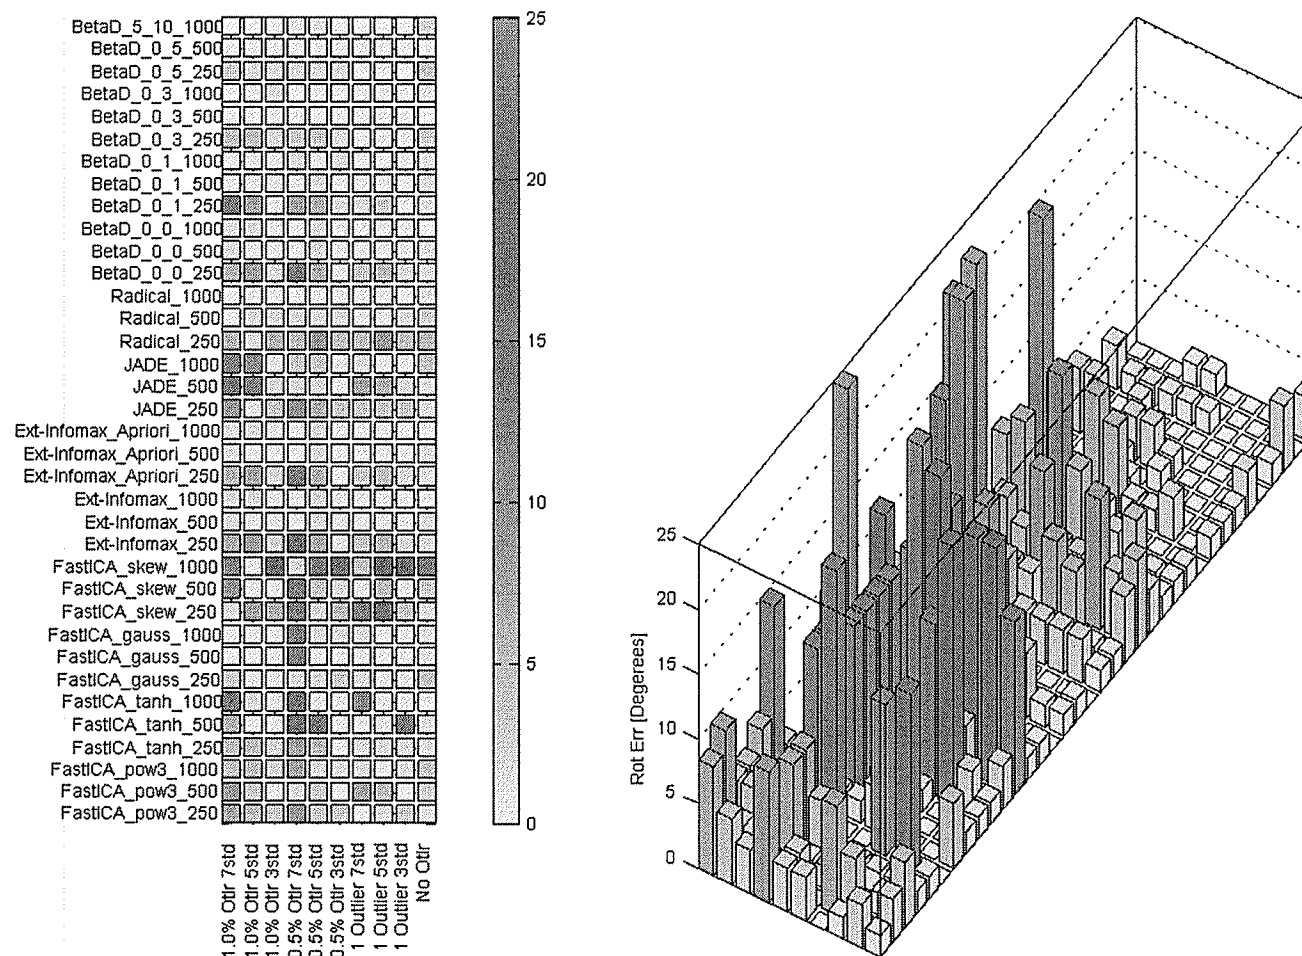 BetaD_5_10_1000
BetaD_0_5_500
BetaD_0_5_250
BetaD_0_3_1000
BetaD_0_3_500
BetaD_0_3_250
BetaD_0_1_1000
BetaD_0_1_500
BetaD_0_1_250
BetaD_0_0_1000
BetaD_0_0_500
BetaD_0_0_250
Radical_1000
Radical_500
Radical_250
JADE_1000
JADE_500
JADE_250
Ext-Infomax_Apriori_1000
Ext-Infomax_Apriori_500
Ext-Infomax_Apriori_250
Ext-Infomax_1000
Ext-Infomax_500
Ext-Infomax_250
FastICA_skew_1000
FastICA_skew_500
FastICA_skew_250
FastICA_gauss_1000
FastICA_gauss_500
FastICA_gauss_250
FastICA_tanh_1000
FastICA_tanh_500
FastICA_tanh_250
FastICA_pow3_1000
FastICA_pow3_500
FastICA_pow3_250
1.0% Otlr 7std
1.0% Otlr 5std
1.0% Otlr 3std
0.5% Otlr 7std
0.5% Otlr 5std
0.5% Otlr 3std
1 Outlier 7std
1 Outlier 5std
1 Outlier 3std
No Otlr
25
20
15
10
5
0
Rot Err [Degerees]
25
20
15
10
5
0